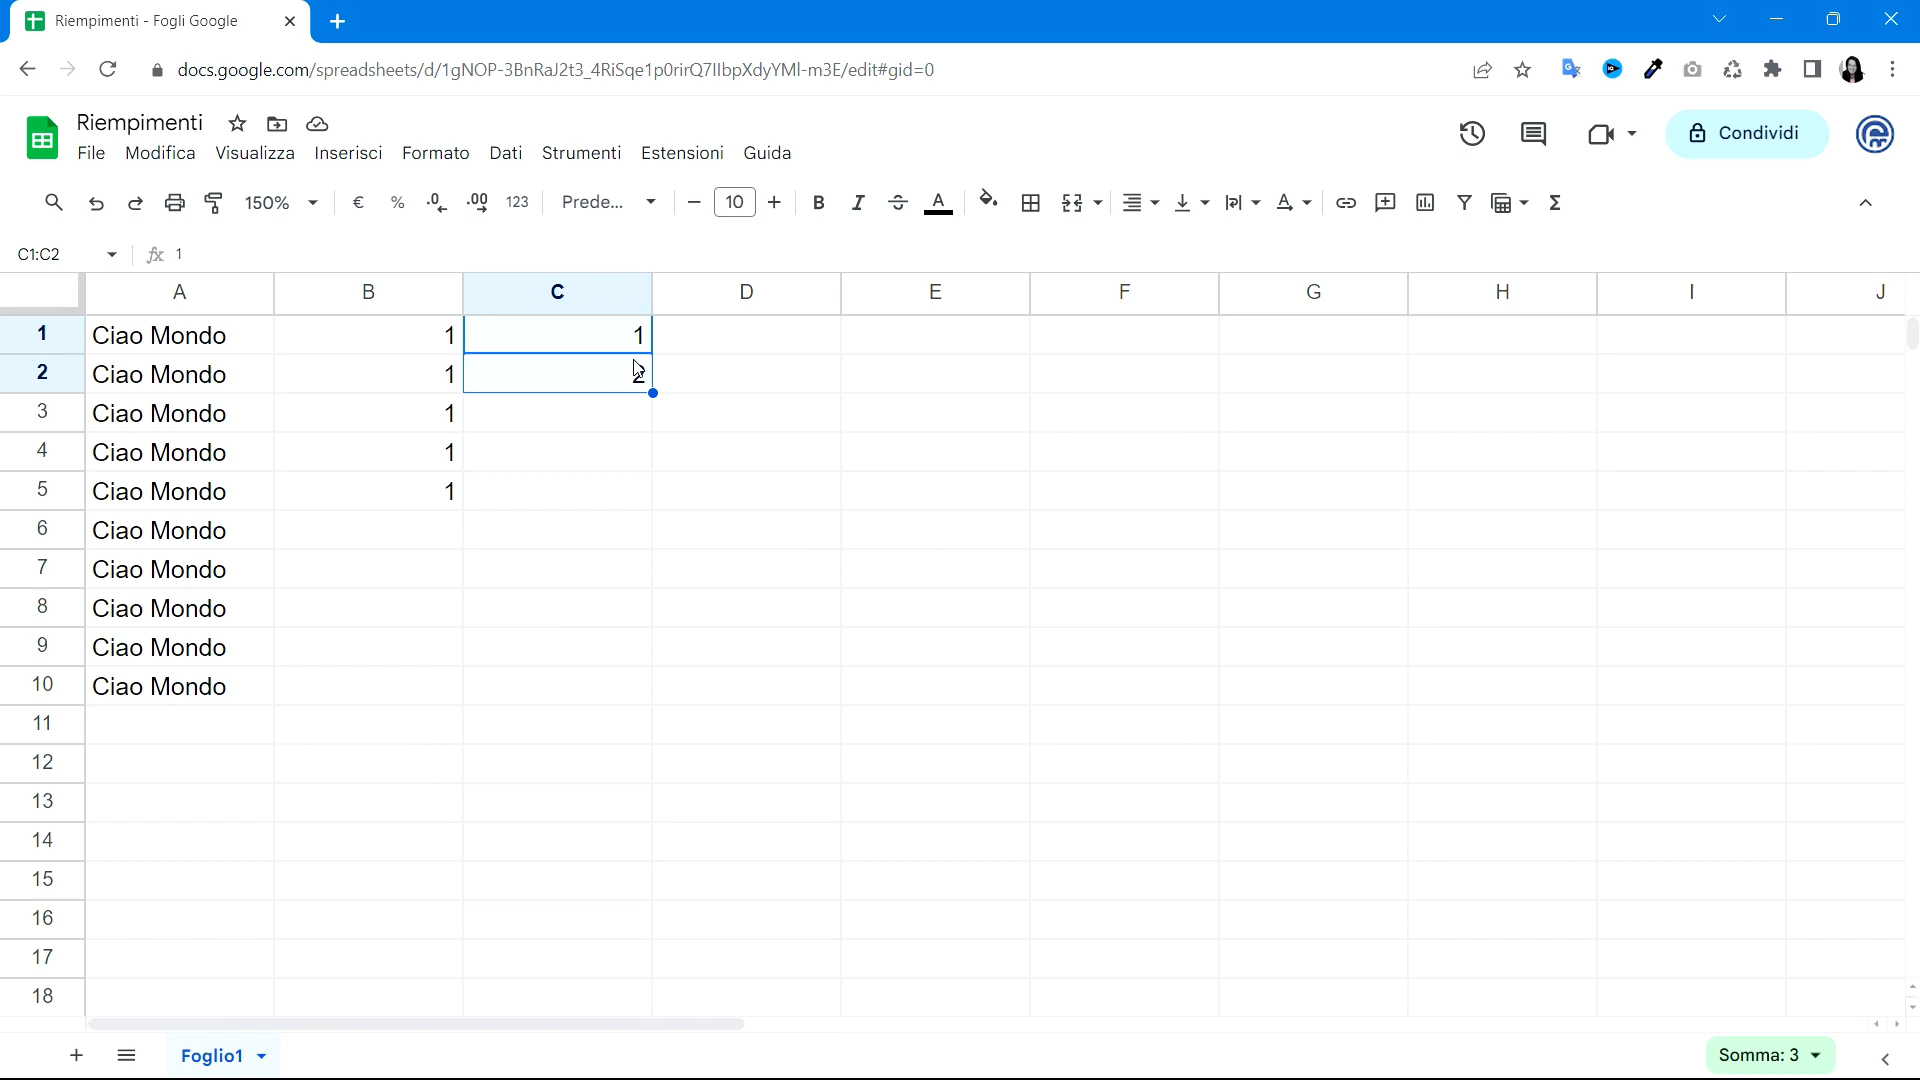 Riempimenti - Fogli Google
docs.google.com/spreadsheets/d/1gNOP-3BnRaJ2t3_4RiSqe1p0rirQ7IIbpXdyYMI-m3E/edit#gid=0
Riempimenti
File Modifica Visualizza Inserisci Formato Dati Strumenti Estensioni Guida
Condividi
150% € % .0 .00 123 Prede... 10 B I S A
C1:C2 fx 1
A B C D E F G H I J
1 Ciao Mondo 1 1
2 Ciao Mondo 1 2
3 Ciao Mondo 1
4 Ciao Mondo 1
5 Ciao Mondo 1
6 Ciao Mondo
7 Ciao Mondo
8 Ciao Mondo
9 Ciao Mondo
10 Ciao Mondo
11
12
13
14
15
16
17
18
Foglio1
Somma: 3